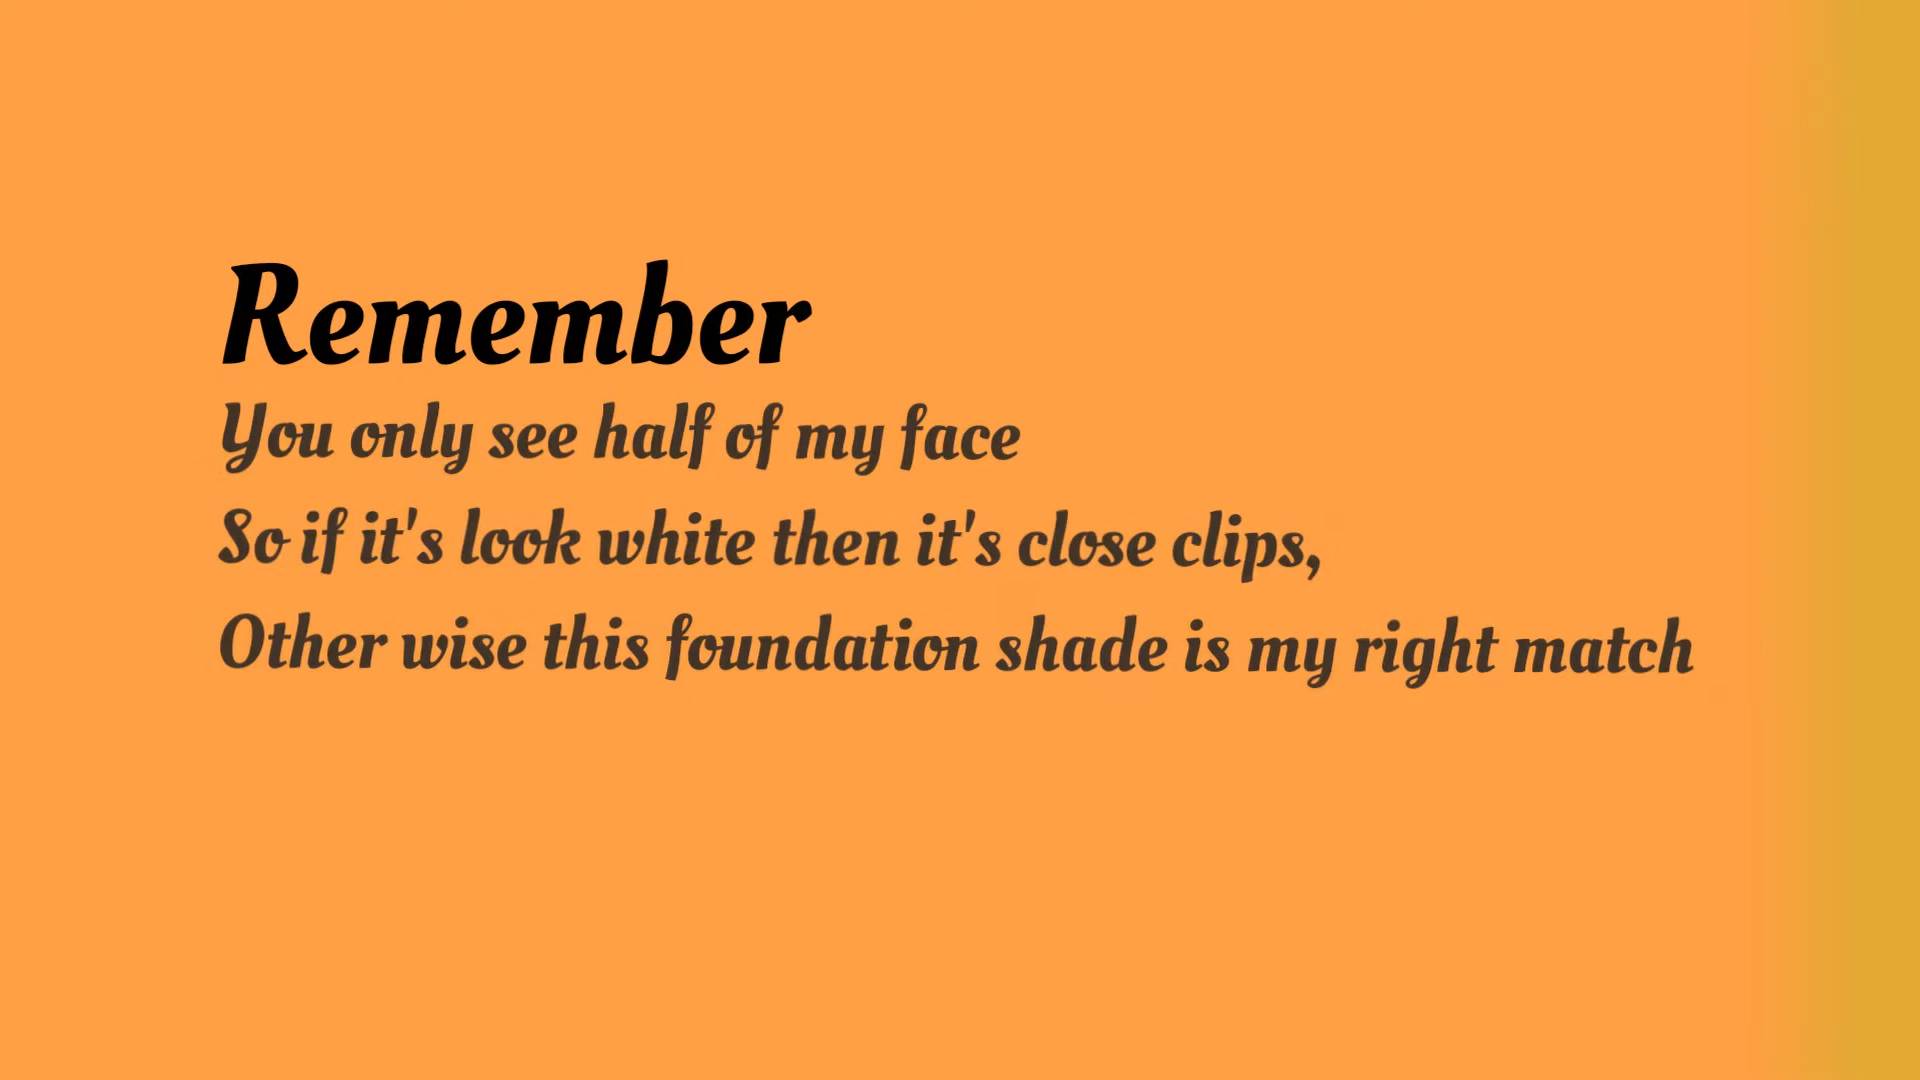 Remember
You only see half of my face
So if it's look white then it's close clips,
Other wise this foundation shade is my right match